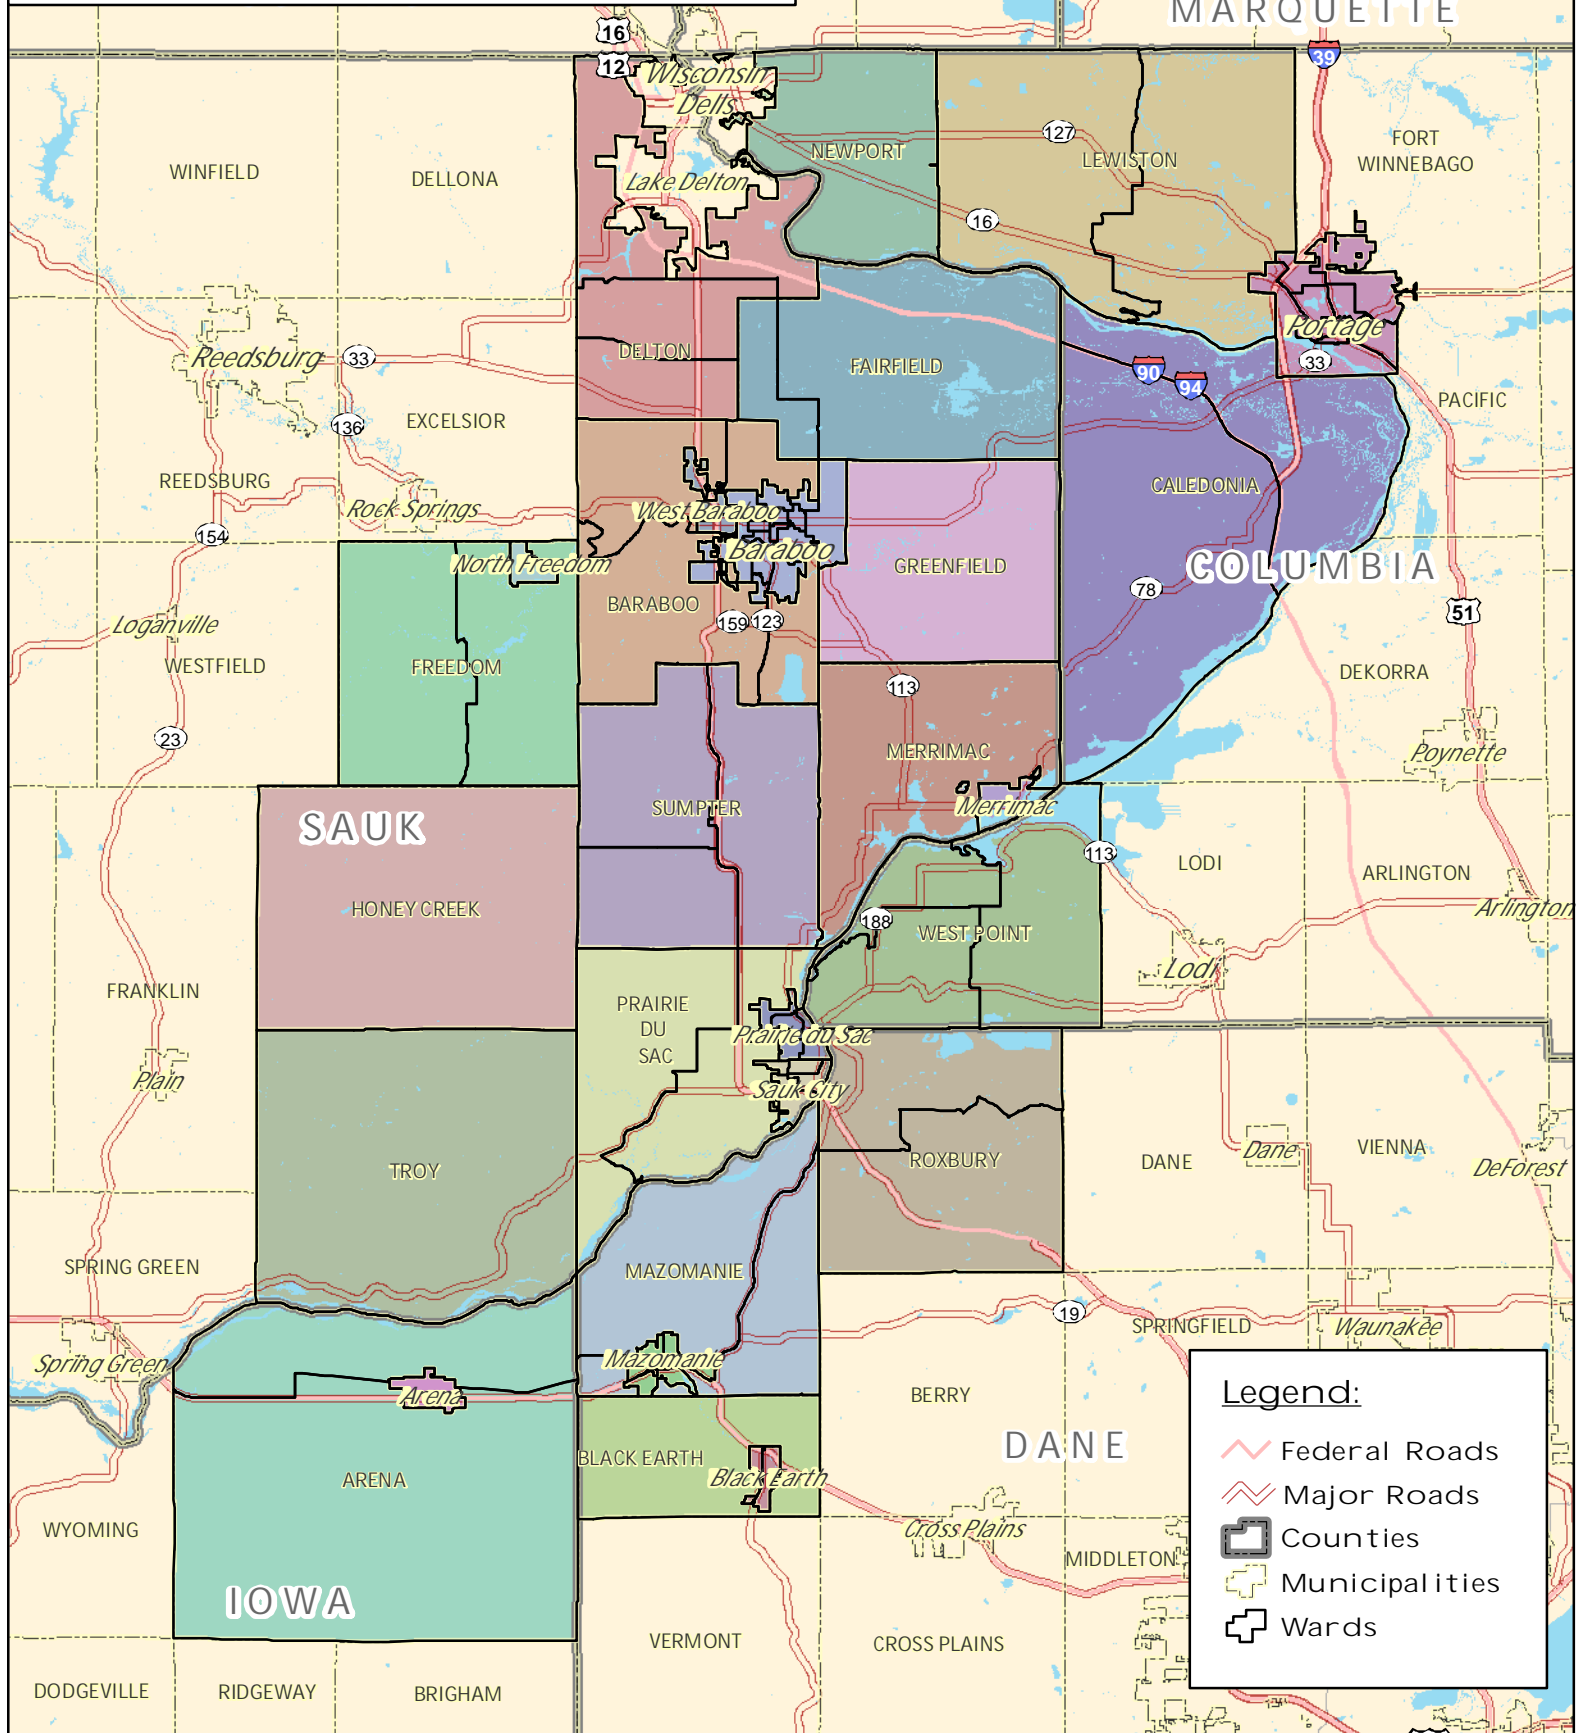 MARQUETTE
16
12
39
Wisconsin
Dells
127
FORT
WINNEBAGO
NEWPORT
LEWISTON
WINFIELD
DELLONA
Lake Delton
16
Portage
Reedsburg
33
DELTON
FAIRFIELD
33
90
94
136
EXCELSIOR
PACIFIC
REEDSBURG
CALEDONIA
Rock Springs
West Baraboo
154
Baraboo
North Freedom
GREENFIELD
COLUMBIA
78
BARABOO
159
123
51
Loganville
WESTFIELD
FREEDOM
DEKORRA
113
23
MERRIMAC
Poynette
SUMPTER
Merrimac
SAUK
113
LODI
ARLINGTON
HONEY CREEK
Arlington
188
WEST POINT
Lodi
FRANKLIN
PRAIRIE
DU
SAC
Prairie du Sac
Plain
Sauk City
TROY
ROXBURY
DANE
Dane
VIENNA
DeForest
SPRING GREEN
MAZOMANIE
19
SPRINGFIELD
Waunakee
Spring Green
Mazomanie
Arena
BERRY
Legend:
Federal Roads
Major Roads
Counties
Municipalities
Wards
DANE
BLACK EARTH
Black Earth
ARENA
WYOMING
Cross Plains
MIDDLETON
IOWA
VERMONT
CROSS PLAINS
DODGEVILLE
RIDGEWAY
BRIGHAM